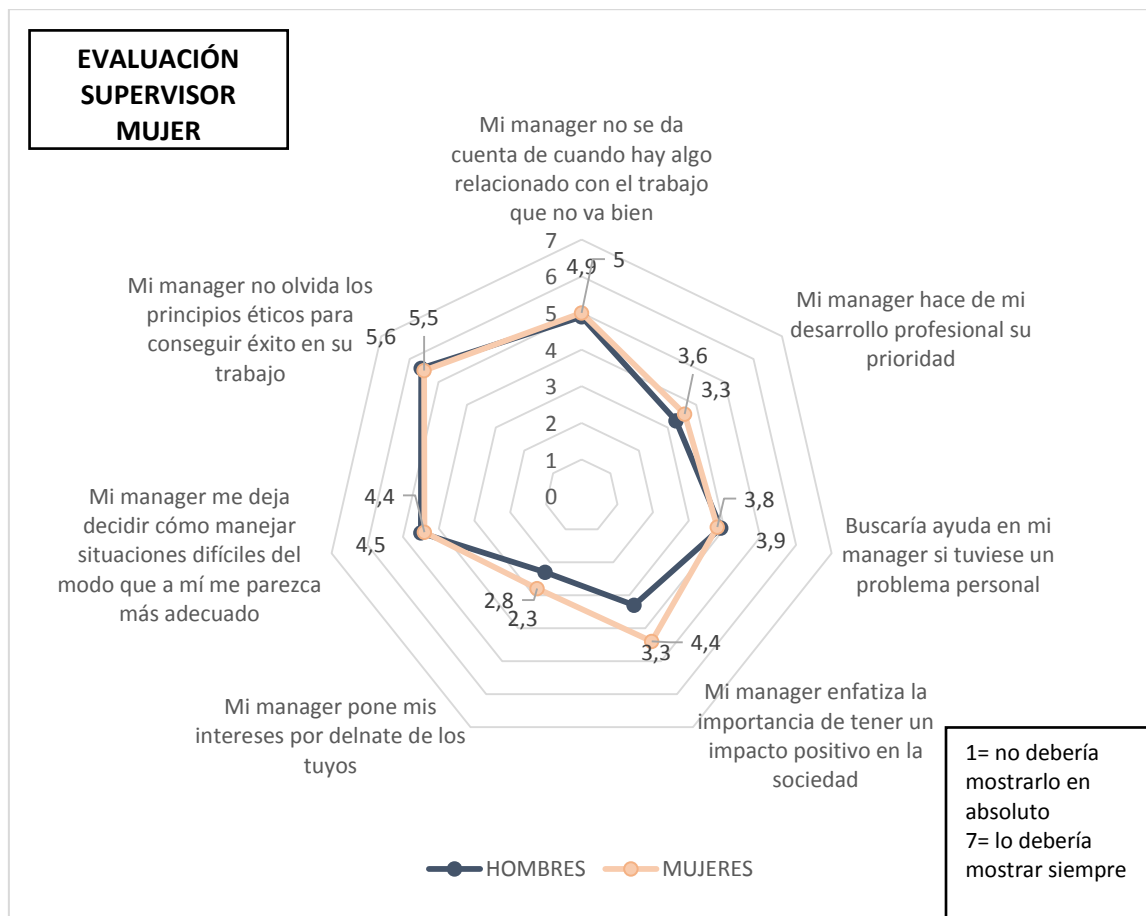 EVALUACIÓN
SUPERVISOR
MUJER
Mi manager no se da
cuenta de cuando hay algo
relacionado con el trabajo
que no va bien
Mi manager hace de mi
desarrollo profesional su
prioridad
Buscaría ayuda en mi
manager si tuviese un
problema personal
Mi manager enfatiza la
importancia de tener un
impacto positivo en la
sociedad
Mi manager pone mis
intereses por delnate de los
tuyos
Mi manager me deja
decidir cómo manejar
situaciones difíciles del
modo que a mí me parezca
más adecuado
Mi manager no olvida los
principios éticos para
conseguir éxito en su
trabajo
7
6
5
4
3
2
1
0
4,9
5
3,6
3,3
3,8
3,9
4,4
3,3
2,8
2,3
4,4
4,5
5,5
5,6
HOMBRES
MUJERES
1= no debería
mostrarlo en
absoluto
7= lo debería
mostrar siempre